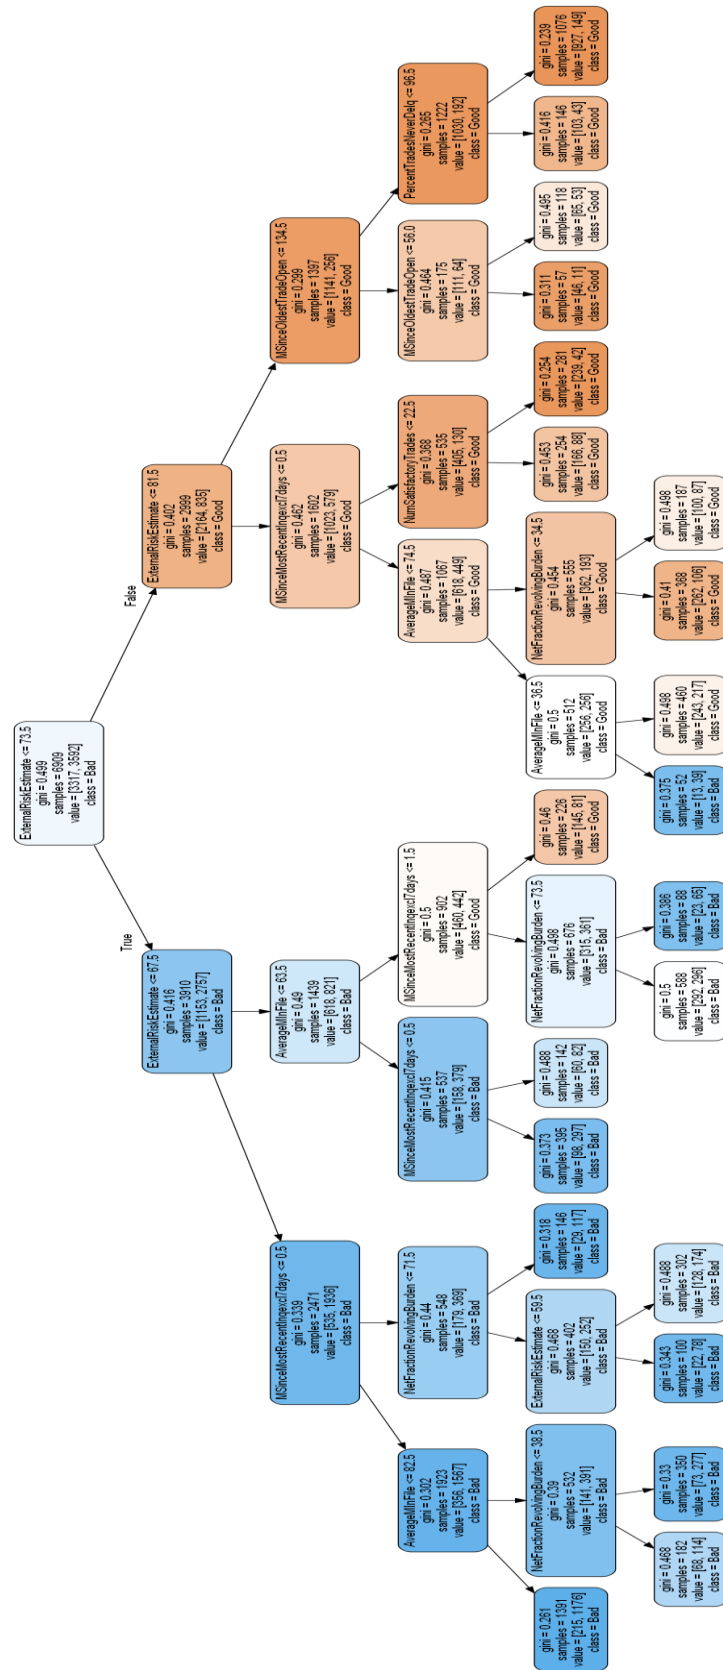 ExternalRiskEstimate <= 73.5
gini = 0.499
samples = 6909
value = [3317, 3592]
class = Bad
True
False
ExternalRiskEstimate <= 67.5
gini = 0.416
samples = 3910
value = [1153, 2757]
class = Bad
ExternalRiskEstimate <= 81.5
gini = 0.402
samples = 2999
value = [2164, 835]
class = Good
MSinceMostRecentInqexcl7days <= 0.5
gini = 0.339
samples = 2471
value = [535, 1936]
class = Bad
AverageMInFile <= 63.5
gini = 0.49
samples = 1439
value = [618, 821]
class = Bad
MSinceMostRecentInqexcl7days <= 0.5
gini = 0.462
samples = 1602
value = [1023, 579]
class = Good
MSinceOldestTradeOpen <= 134.5
gini = 0.299
samples = 1397
value = [1141, 256]
class = Good
AverageMInFile <= 82.5
gini = 0.302
samples = 1923
value = [356, 1567]
class = Bad
NetFractionRevolvingBurden <= 71.5
gini = 0.44
samples = 548
value = [179, 369]
class = Bad
MSinceMostRecentInqexcl7days <= 0.5
gini = 0.415
samples = 537
value = [158, 379]
class = Bad
MSinceMostRecentInqexcl7days <= 1.5
gini = 0.5
samples = 902
value = [460, 442]
class = Good
AverageMInFile <= 74.5
gini = 0.487
samples = 1067
value = [618, 449]
class = Good
NumSatisfactoryTrades <= 22.5
gini = 0.368
samples = 535
value = [405, 130]
class = Good
MSinceOldestTradeOpen <= 56.0
gini = 0.464
samples = 175
value = [111, 64]
class = Good
PercentTradesNeverDelq <= 96.5
gini = 0.265
samples = 1222
value = [1030, 192]
class = Good
gini = 0.261
samples = 1391
value = [215, 1176]
class = Bad
NetFractionRevolvingBurden <= 38.5
gini = 0.39
samples = 532
value = [141, 391]
class = Bad
ExternalRiskEstimate <= 59.5
gini = 0.468
samples = 402
value = [150, 252]
class = Bad
gini = 0.318
samples = 146
value = [29, 117]
class = Bad
gini = 0.373
samples = 395
value = [98, 297]
class = Bad
gini = 0.488
samples = 142
value = [60, 82]
class = Bad
NetFractionRevolvingBurden <= 73.5
gini = 0.498
samples = 676
value = [315, 361]
class = Bad
gini = 0.46
samples = 226
value = [145, 81]
class = Good
AverageMInFile <= 36.5
gini = 0.5
samples = 512
value = [256, 256]
class = Good
NetFractionRevolvingBurden <= 34.5
gini = 0.454
samples = 555
value = [362, 193]
class = Good
gini = 0.453
samples = 254
value = [166, 88]
class = Good
gini = 0.254
samples = 281
value = [239, 42]
class = Good
gini = 0.311
samples = 57
value = [46, 11]
class = Good
gini = 0.495
samples = 118
value = [65, 53]
class = Good
gini = 0.416
samples = 146
value = [103, 43]
class = Good
gini = 0.239
samples = 1076
value = [927, 149]
class = Good
gini = 0.468
samples = 182
value = [68, 114]
class = Bad
gini = 0.33
samples = 350
value = [73, 277]
class = Bad
gini = 0.343
samples = 100
value = [22, 78]
class = Bad
gini = 0.488
samples = 302
value = [128, 174]
class = Bad
gini = 0.5
samples = 588
value = [292, 296]
class = Bad
gini = 0.386
samples = 88
value = [23, 65]
class = Bad
gini = 0.375
samples = 52
value = [13, 39]
class = Bad
gini = 0.498
samples = 460
value = [243, 217]
class = Good
gini = 0.41
samples = 368
value = [262, 106]
class = Good
gini = 0.498
samples = 187
value = [100, 87]
class = Good